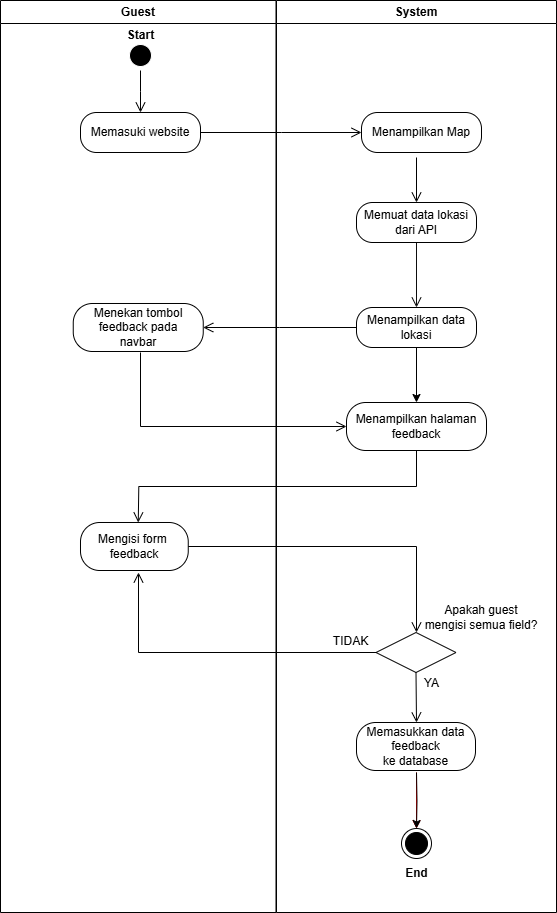 Guest
System
Start
Memasuki website
Menampilkan Map
Memuat data lokasi
dari API
Menampilkan data
lokasi
Menekan tombol
feedback pada
navbar
Menampilkan halaman
feedback
Mengisi form
feedback
Apakah guest
mengisi semua field?
TIDAK
YA
Memasukkan data
feedback
ke database
End